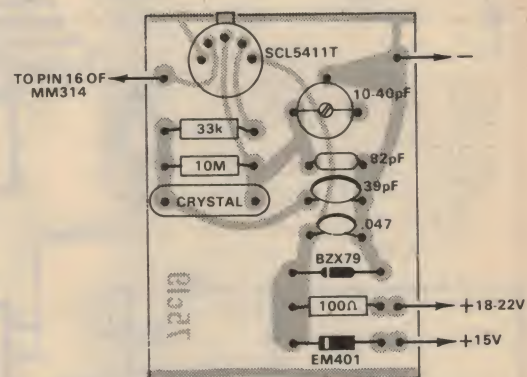 SCL5411T
TO PIN 16 OF
MM314
−
10-40pF
33k
82pF
10M
39pF
CRYSTAL
.047
BZX79
100Ω
+18-22V
+15V
EM401